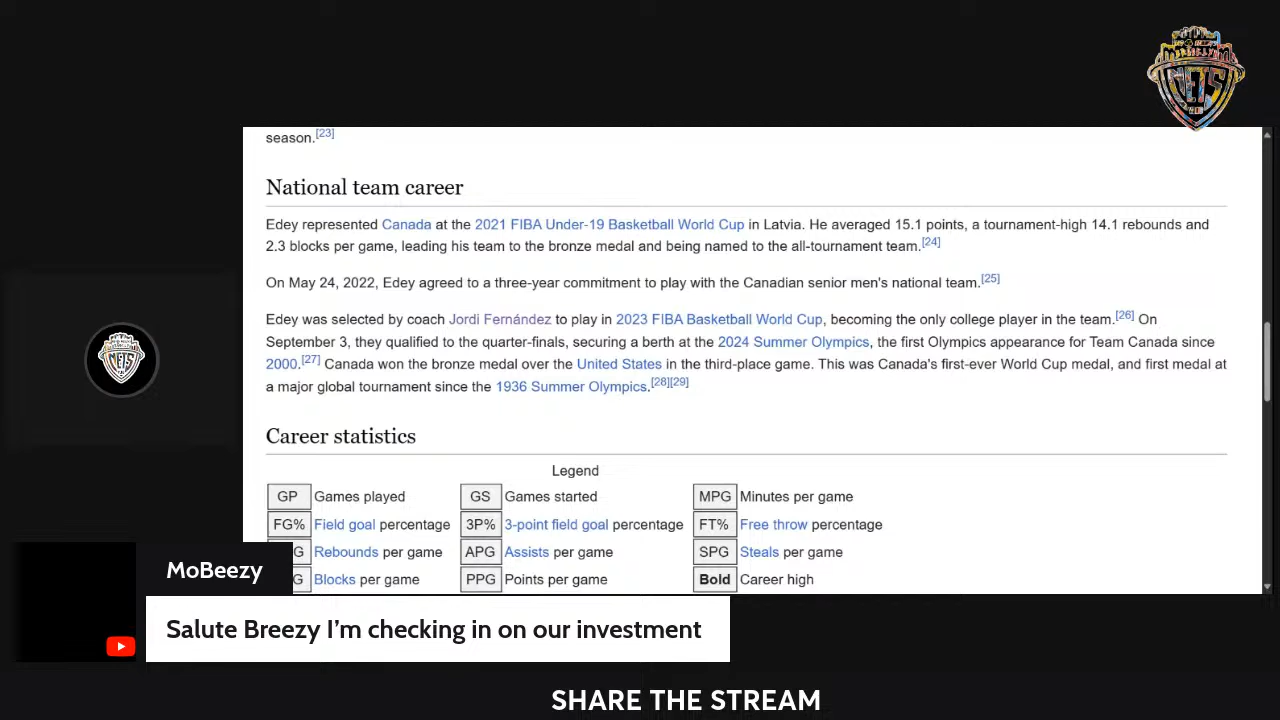 season.[23]
National team career
Edey represented Canada at the 2021 FIBA Under-19 Basketball World Cup in Latvia. He averaged 15.1 points, a tournament-high 14.1 rebounds and
2.3 blocks per game, leading his team to the bronze medal and being named to the all-tournament team.[24]
On May 24, 2022, Edey agreed to a three-year commitment to play with the Canadian senior men's national team.[25]
Edey was selected by coach Jordi Fernández to play in 2023 FIBA Basketball World Cup, becoming the only college player in the team.[26] On
September 3, they qualified to the quarter-finals, securing a berth at the 2024 Summer Olympics, the first Olympics appearance for Team Canada since
2000.[27] Canada won the bronze medal over the United States in the third-place game. This was Canada's first-ever World Cup medal, and first medal at
a major global tournament since the 1936 Summer Olympics.[28][29]
Career statistics
Legend
GP Games played GS Games started MPG Minutes per game
FG% Field goal percentage 3P% 3-point field goal percentage FT% Free throw percentage
G Rebounds per game APG Assists per game SPG Steals per game
G Blocks per game PPG Points per game Bold Career high
MoBeezy
Salute Breezy I'm checking in on our investment
SHARE THE STREAM
NETS